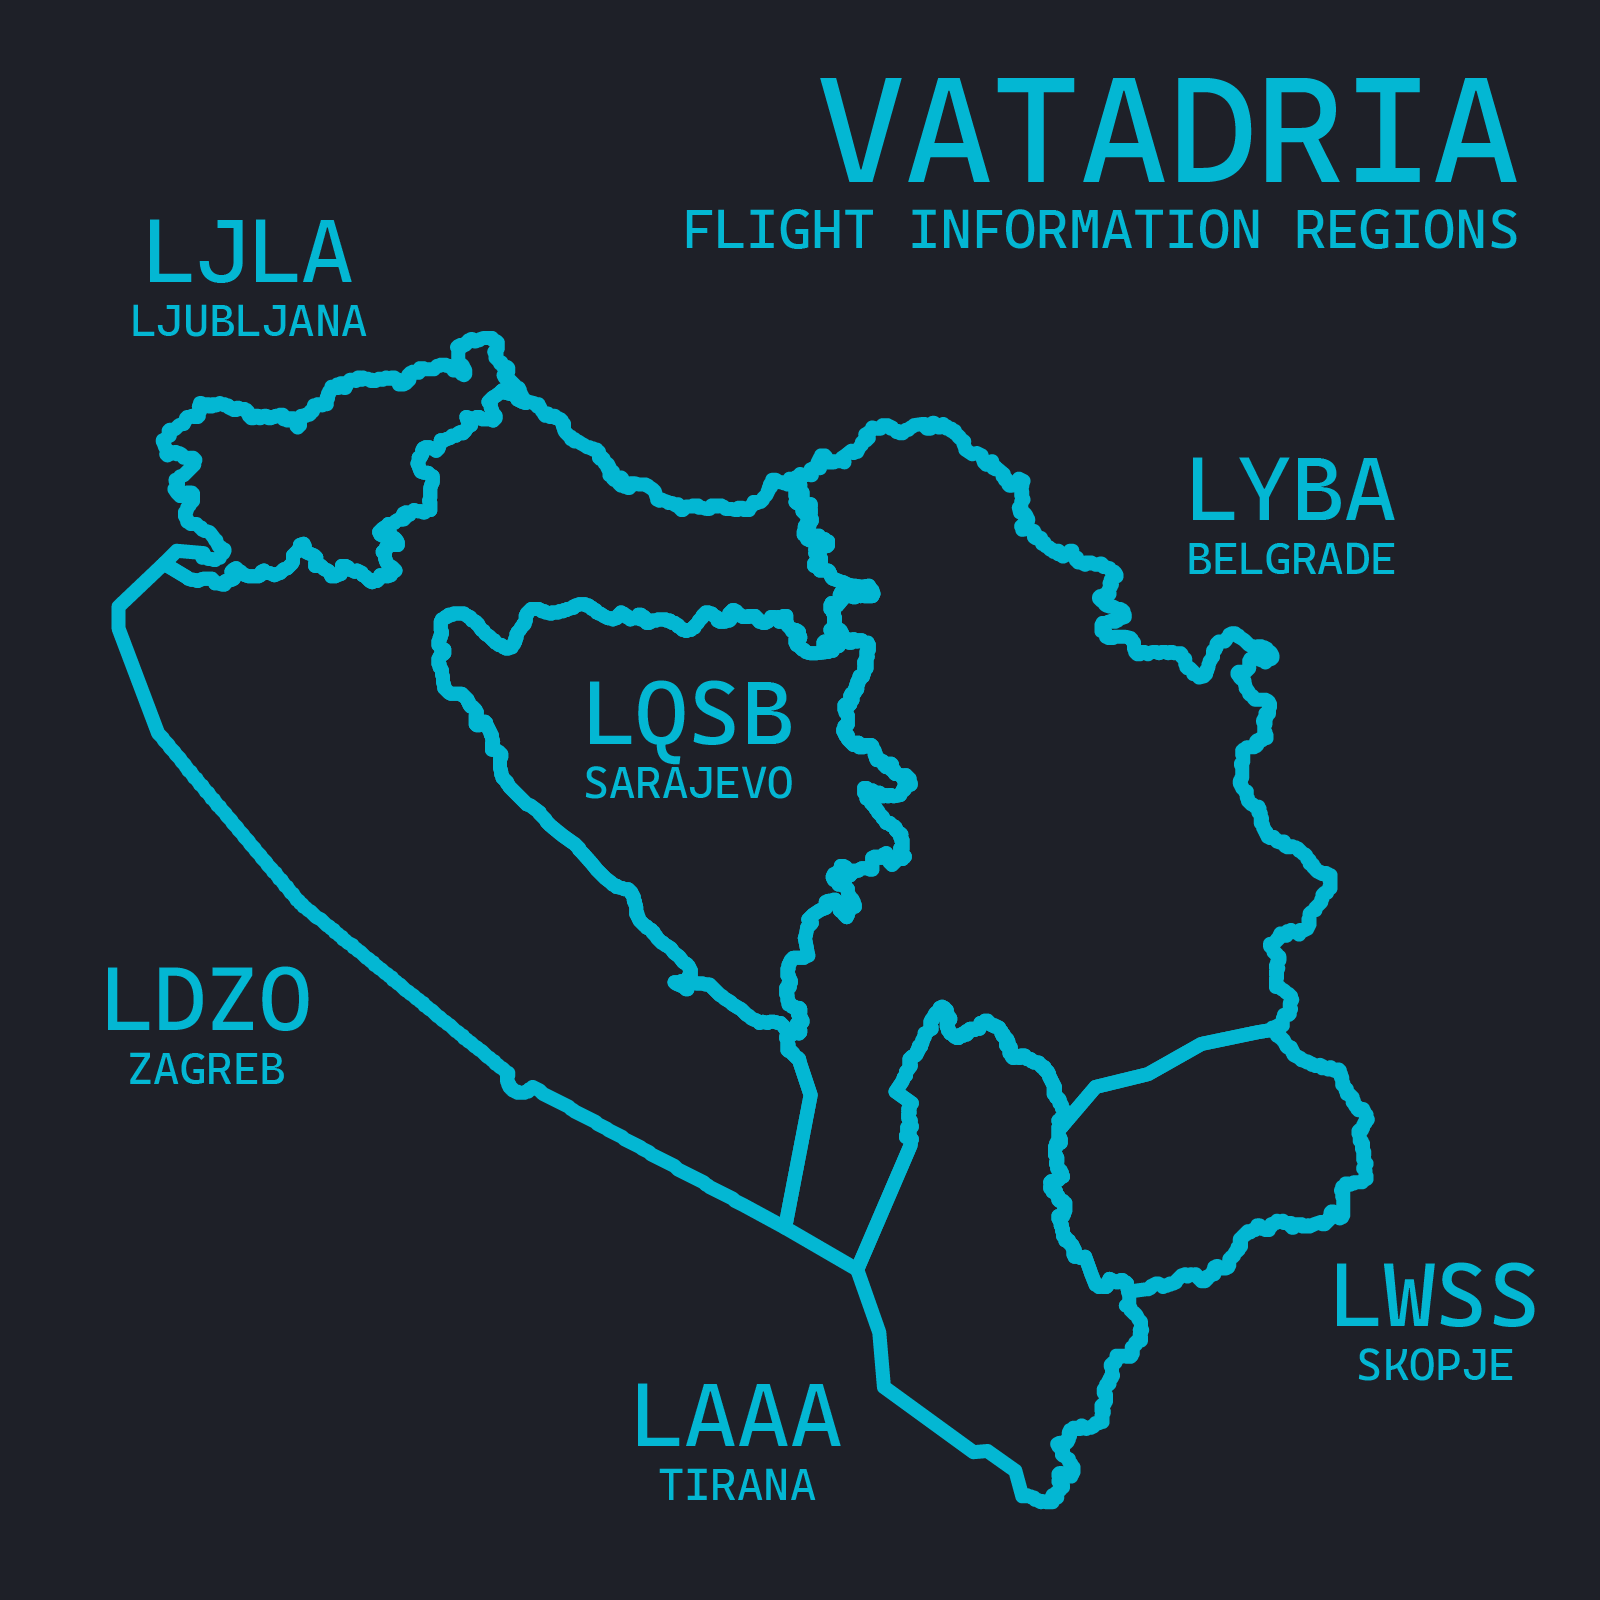 VATADRIA
FLIGHT INFORMATION REGIONS
LJLA
LJUBLJANA
LYBA
BELGRADE
LQSB
SARAJEVO
LDZO
ZAGREB
LWSS
SKOPJE
LAAA
TIRANA